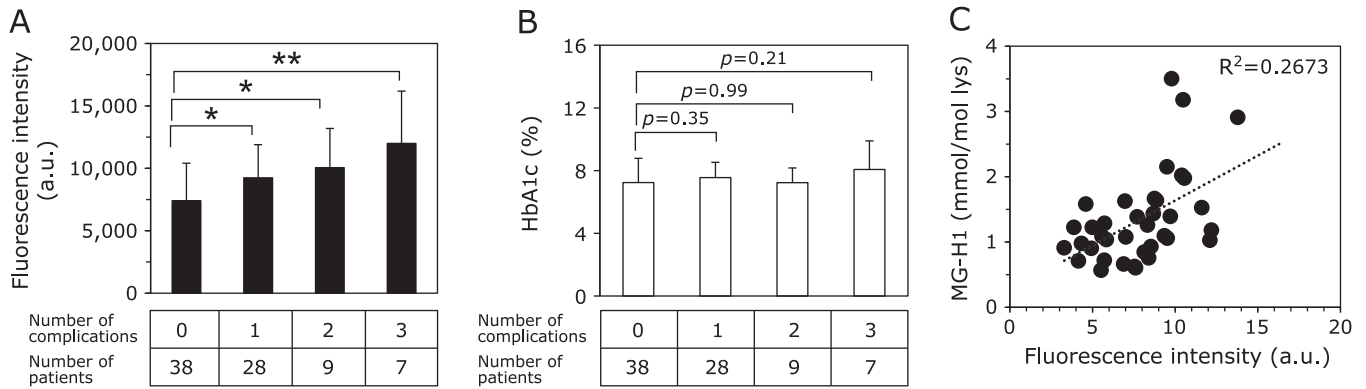 A
Fluorescence intensity
(a.u.)
20,000
15,000
10,000
5,000
0
**
*
*
Number of complications 0 1 2 3
Number of patients 38 28 9 7
B
HbA1c (%)
16
12
8
4
0
p=0.21
p=0.99
p=0.35
Number of complications 0 1 2 3
Number of patients 38 28 9 7
C
MG-H1 (mmol/mol lys)
4
3
2
1
0
R²=0.2673
0 5 10 15 20
Fluorescence intensity (a.u.)